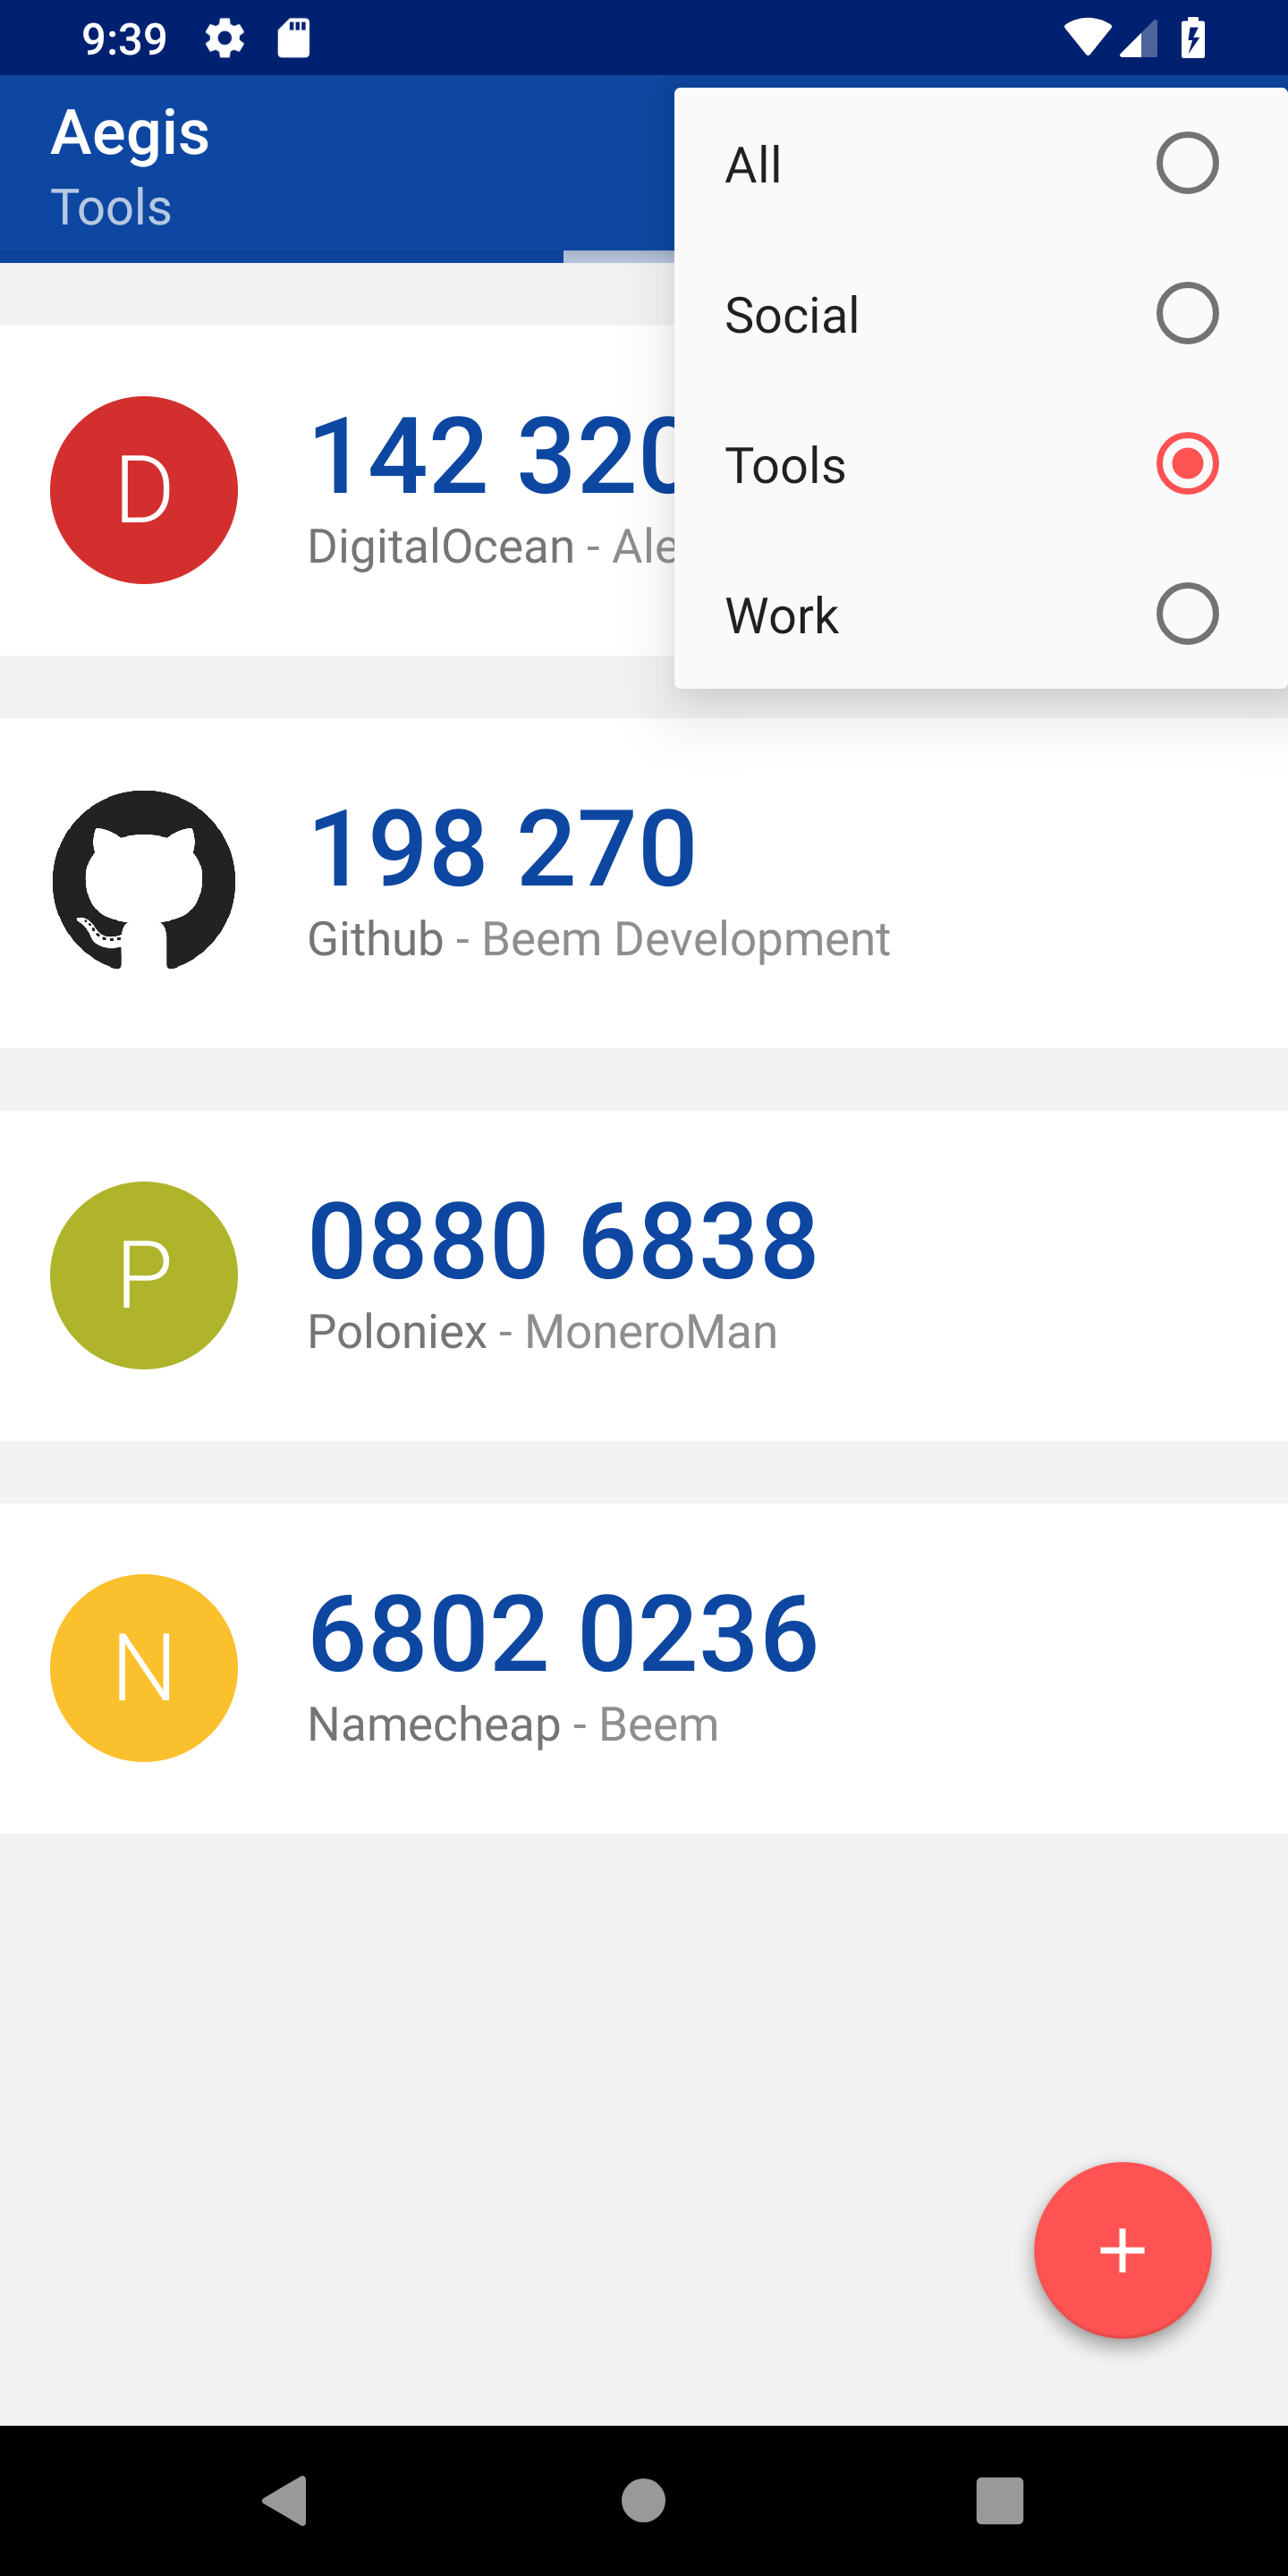 9:39
Aegis
Tools
All
Social
Tools
Work
D
142 320
DigitalOcean - Ale
198 270
Github - Beem Development
P
0880 6838
Poloniex - MoneroMan
N
6802 0236
Namecheap - Beem